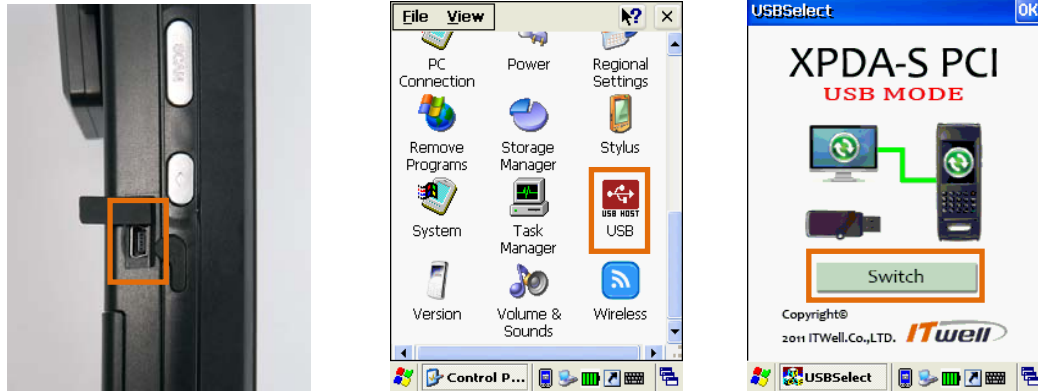 SCAN
File View
PC
Connection
Power
Regional
Settings
Remove
Programs
Storage
Manager
Stylus
System
Task
Manager
USB HOST
USB
Version
Volume &
Sounds
Wireless
Control P...
USBSelect
OK
XPDA-S PCI
USB MODE
Switch
Copyright©
2011 ITWell.Co.,LTD.
ITwell
USBSelect